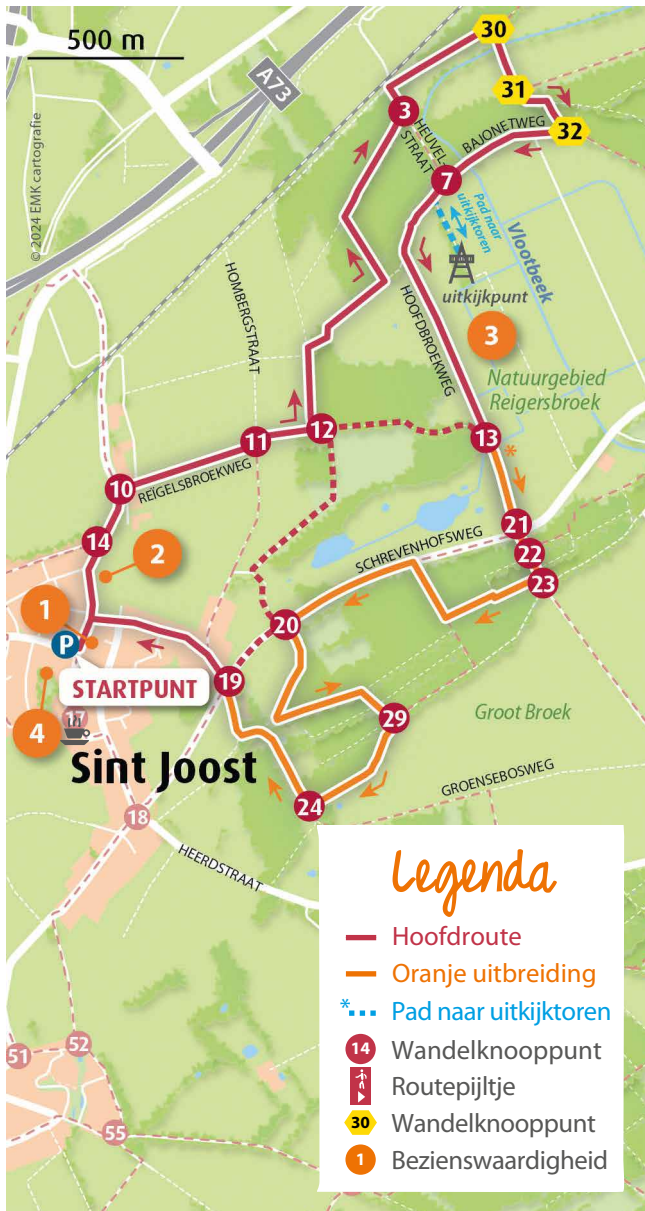 500 m
A73
© 2024 EMK cartografie
30
31
32
3
HEUVEL-
STRAAT
BAJONETWEG
7
Pad naar
uitkijktoren
Vlootbeek
uitkijkpunt
3
HOMBERGSTRAAT
HOOFDBROEKWEG
Natuurgebied
Reigersbroek
12
11
13
*
10
REIGELSBROEKWEG
14
2
21
SCHREVENHOFSWEG
22
23
1
P
20
STARTPUNT
19
29
Groot Broek
17
4
Sint Joost
24
GROENSEBOSWEG
18
HEERDSTRAAT
51
52
55
Legenda
Hoofdroute
Oranje uitbreiding
* Pad naar uitkijktoren
14 Wandelknooppunt
Routepijltje
30 Wandelknooppunt
1 Bezienswaardigheid